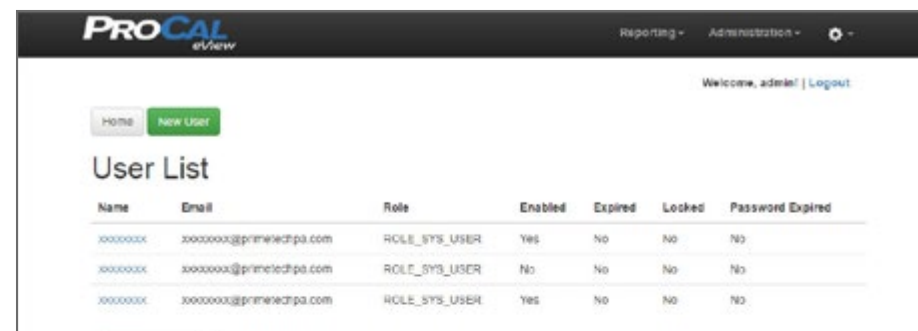 PROCAL
eView
Reporting Administration
Welcome, admin! | Logout
Home New User
User List
Name Email Role Enabled Expired Locked Password Expired
xxxxxxxx xxxxxxxx@primetechpa.com ROLE_SYS_USER Yes No No No
xxxxxxxx xxxxxxxx@primetechpa.com ROLE_SYS_USER No No No No
xxxxxxxx xxxxxxxx@primetechpa.com ROLE_SYS_USER Yes No No No